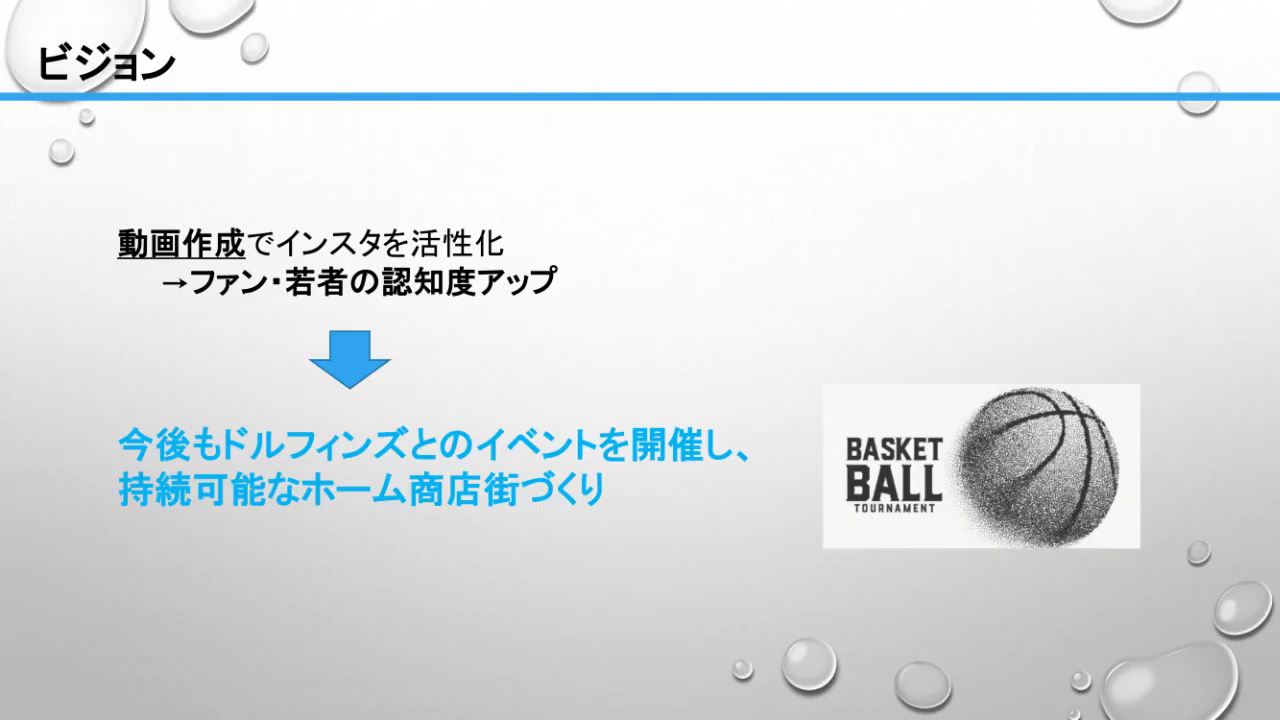 ビジョン
動画作成でインスタを活性化
→ファン・若者の認知度アップ
今後もドルフィンズとのイベントを開催し、
持続可能なホーム商店街づくり
BASKET
BALL
TOURNAMENT